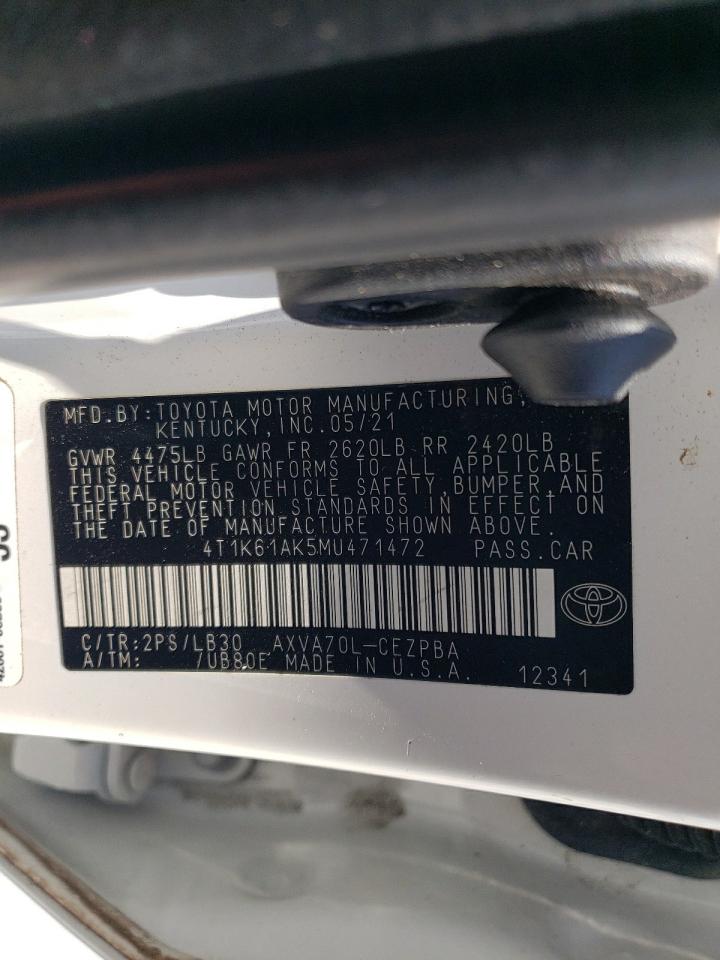 MFD. BY: TOYOTA MOTOR MANUFACTURING,
KENTUCKY, INC. 05/21
GVWR 4475LB GAWR FR 2620LB RR 2420LB
THIS VEHICLE CONFORMS TO ALL APPLICABLE
FEDERAL MOTOR VEHICLE SAFETY, BUMPER, AND
THEFT PREVENTION STANDARDS IN EFFECT ON
THE DATE OF MANUFACTURE SHOWN ABOVE.
4T1K61AK5MU471472 PASS. CAR
C/TR: 2PS/LB30 AXVA70L-CEZPBA
A/TM: /UB80E MADE IN U.S.A.
12341